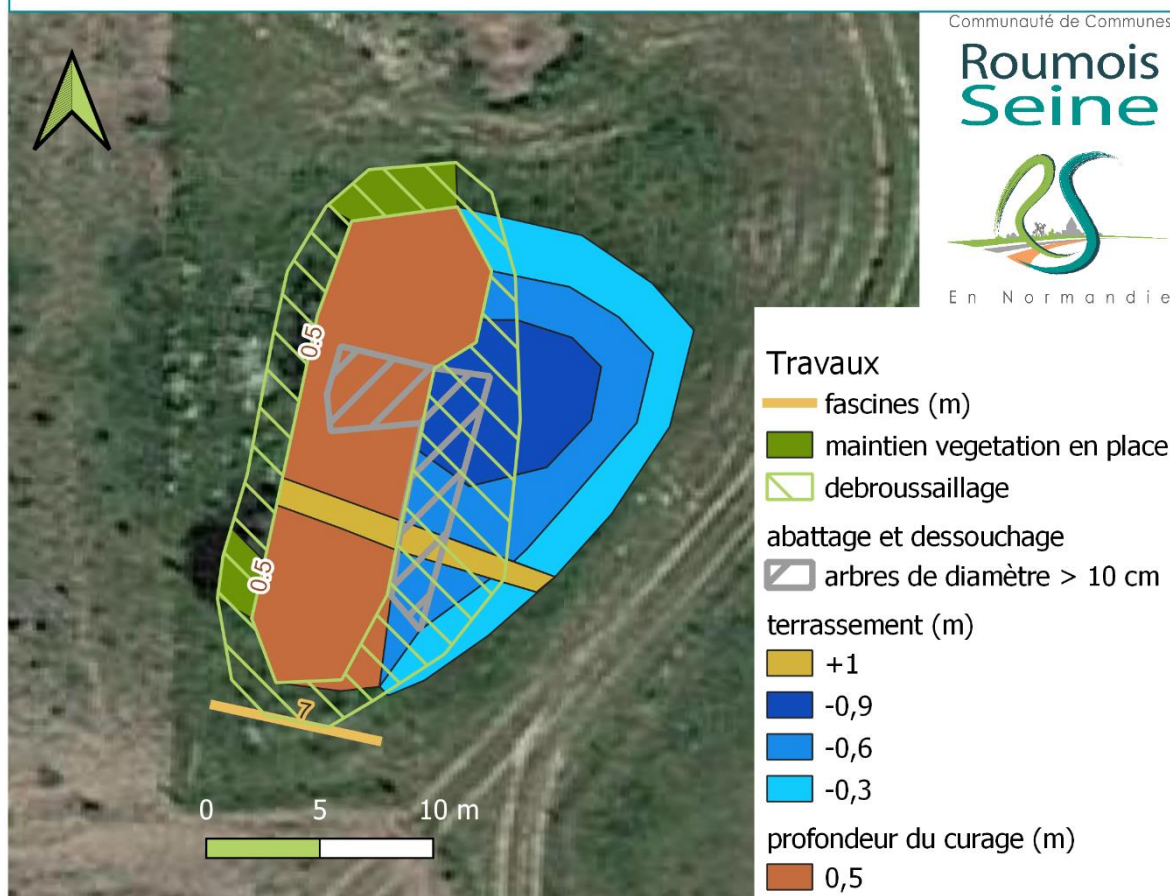 Communauté de Communes
Roumois
Seine
En Normandie
0.5
0.5
7
0 5 10 m
Travaux
fascines (m)
maintien vegetation en place
debroussaillage
abattage et dessouchage
arbres de diamètre > 10 cm
terrassement (m)
+1
-0,9
-0,6
-0,3
profondeur du curage (m)
0,5